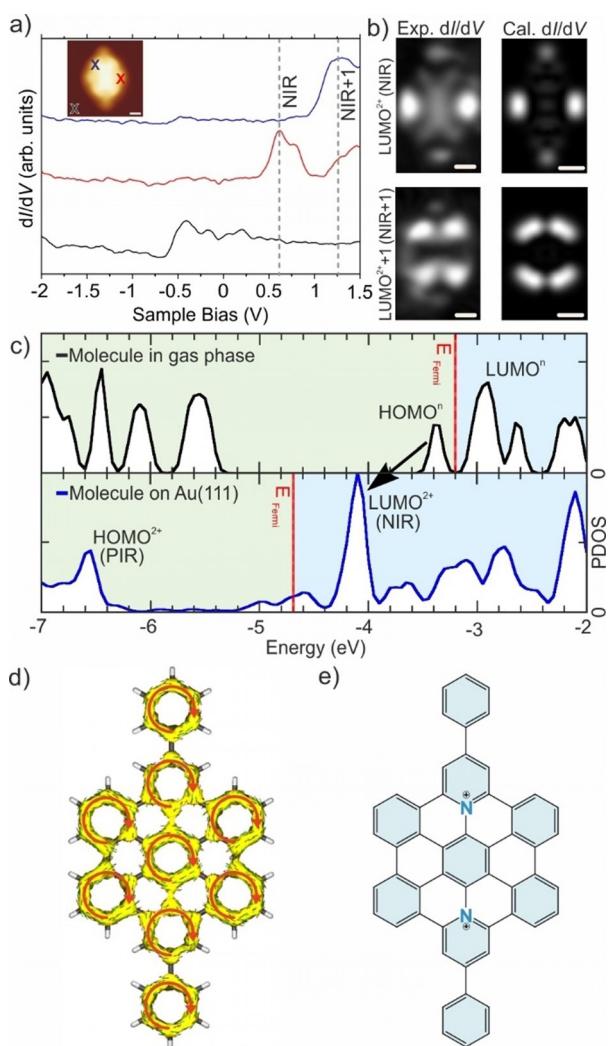 a)
dI/dV (arb. units)
X
X
X
NIR
NIR+1
-2 -1.5 -1 -0.5 0 0.5 1 1.5
Sample Bias (V)
b) Exp. dI/dV Cal. dI/dV
LUMO²⁺ (NIR)
LUMO²⁺+1 (NIR+1)
c)
Molecule in gas phase
E Fermi
HOMOⁿ
LUMOⁿ
0
Molecule on Au(111)
E Fermi
HOMO²⁺
(PIR)
LUMO²⁺
(NIR)
PDOS
0
-7 -6 -5 -4 -3 -2
Energy (eV)
d) e)
N
⊕
N
⊕